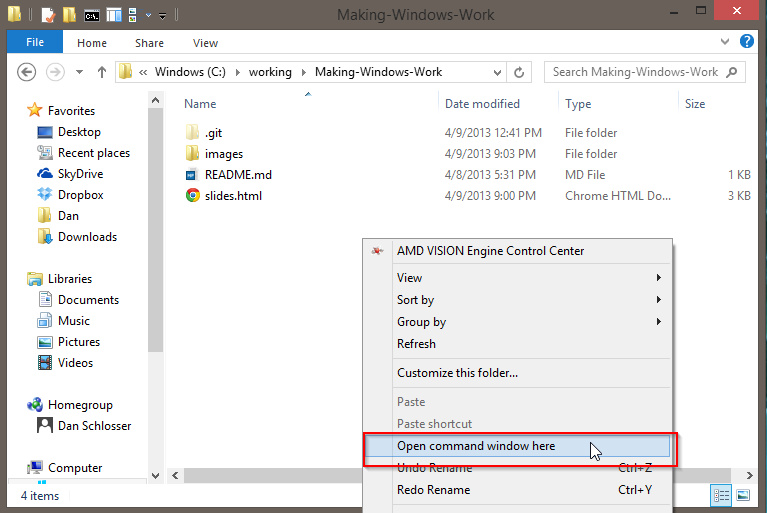 Making-Windows-Work
File Home Share View
« Windows (C:) working Making-Windows-Work Search Making-Windows-Work
Name Date modified Type Size
Favorites
Desktop
Recent places
SkyDrive
Dropbox
Dan
Downloads
Libraries
Documents
Music
Pictures
Videos
Homegroup
Dan Schlosser
Computer
.git 4/9/2013 12:41 PM File folder
images 4/9/2013 9:03 PM File folder
README.md 4/8/2013 5:31 PM MD File 1 KB
slides.html 4/9/2013 9:00 PM Chrome HTML Do... 3 KB
AMD VISION Engine Control Center
View
Sort by
Group by
Refresh
Customize this folder...
Paste
Paste shortcut
Open command window here
Undo Rename Ctrl+Z
Redo Rename Ctrl+Y
4 items